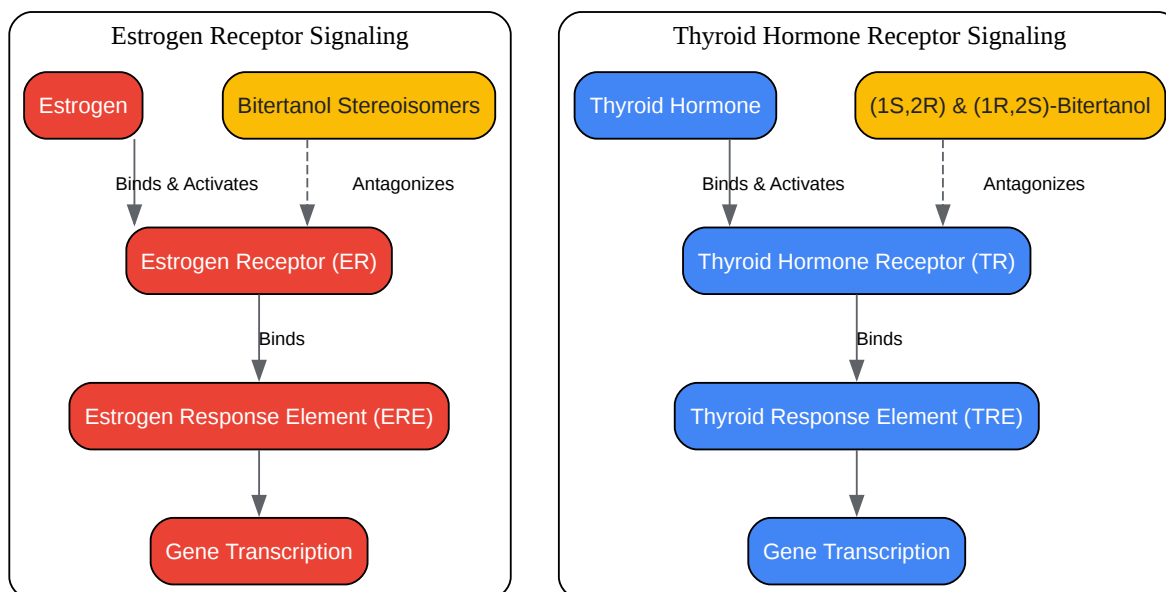 Estrogen Receptor Signaling
Estrogen
Bitertanol Stereoisomers
Binds & Activates
Antagonizes
Estrogen Receptor (ER)
Binds
Estrogen Response Element (ERE)
Gene Transcription
Thyroid Hormone Receptor Signaling
Thyroid Hormone
(1S,2R) & (1R,2S)-Bitertanol
Binds & Activates
Antagonizes
Thyroid Hormone Receptor (TR)
Binds
Thyroid Response Element (TRE)
Gene Transcription